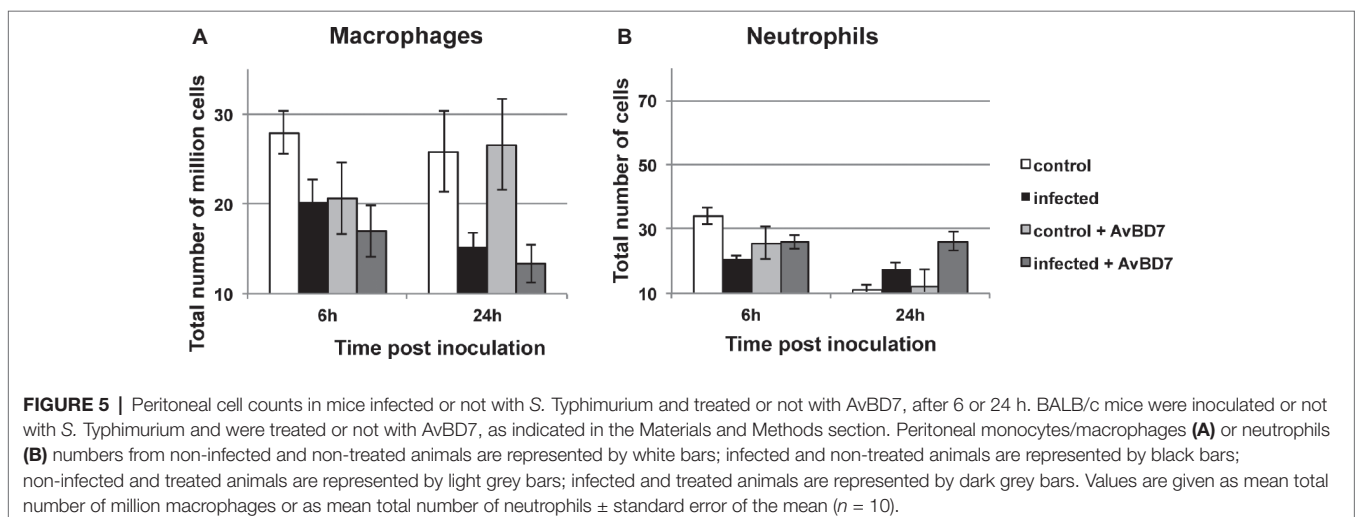 A Macrophages
Total number of million cells
30
20
10
6h 24h
Time post inoculation
B Neutrophils
Total number of cells
70
50
30
10
6h 24h
Time post inoculation
control
infected
control + AvBD7
infected + AvBD7
FIGURE 5 | Peritoneal cell counts in mice infected or not with S. Typhimurium and treated or not with AvBD7, after 6 or 24 h. BALB/c mice were inoculated or not
with S. Typhimurium and were treated or not with AvBD7, as indicated in the Materials and Methods section. Peritoneal monocytes/macrophages (A) or neutrophils
(B) numbers from non-infected and non-treated animals are represented by white bars; infected and non-treated animals are represented by black bars;
non-infected and treated animals are represented by light grey bars; infected and treated animals are represented by dark grey bars. Values are given as mean total
number of million macrophages or as mean total number of neutrophils ± standard error of the mean (n = 10).